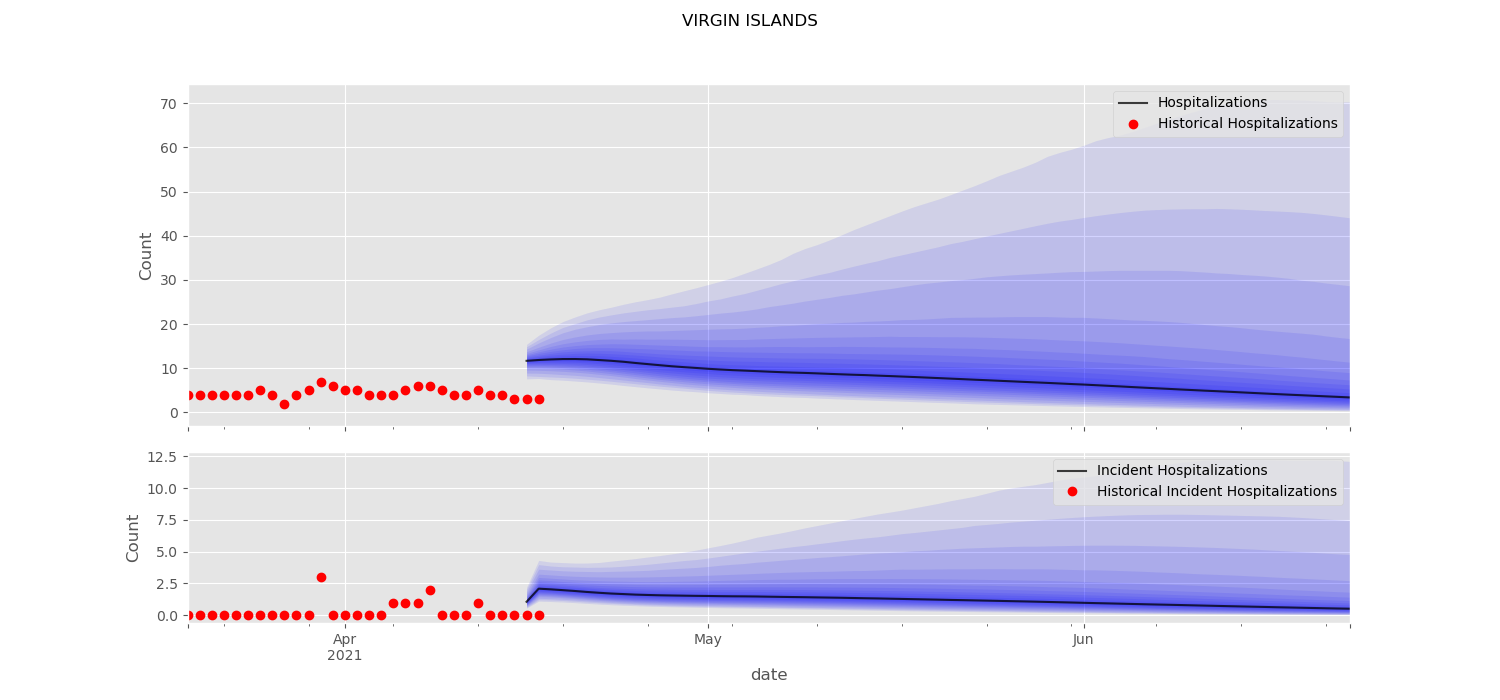 VIRGIN ISLANDS
70
60
50
40
30
20
10
0
Count
Hospitalizations
Historical Hospitalizations
12.5
10.0
7.5
5.0
2.5
0.0
Count
Incident Hospitalizations
Historical Incident Hospitalizations
Apr
2021
May
Jun
date